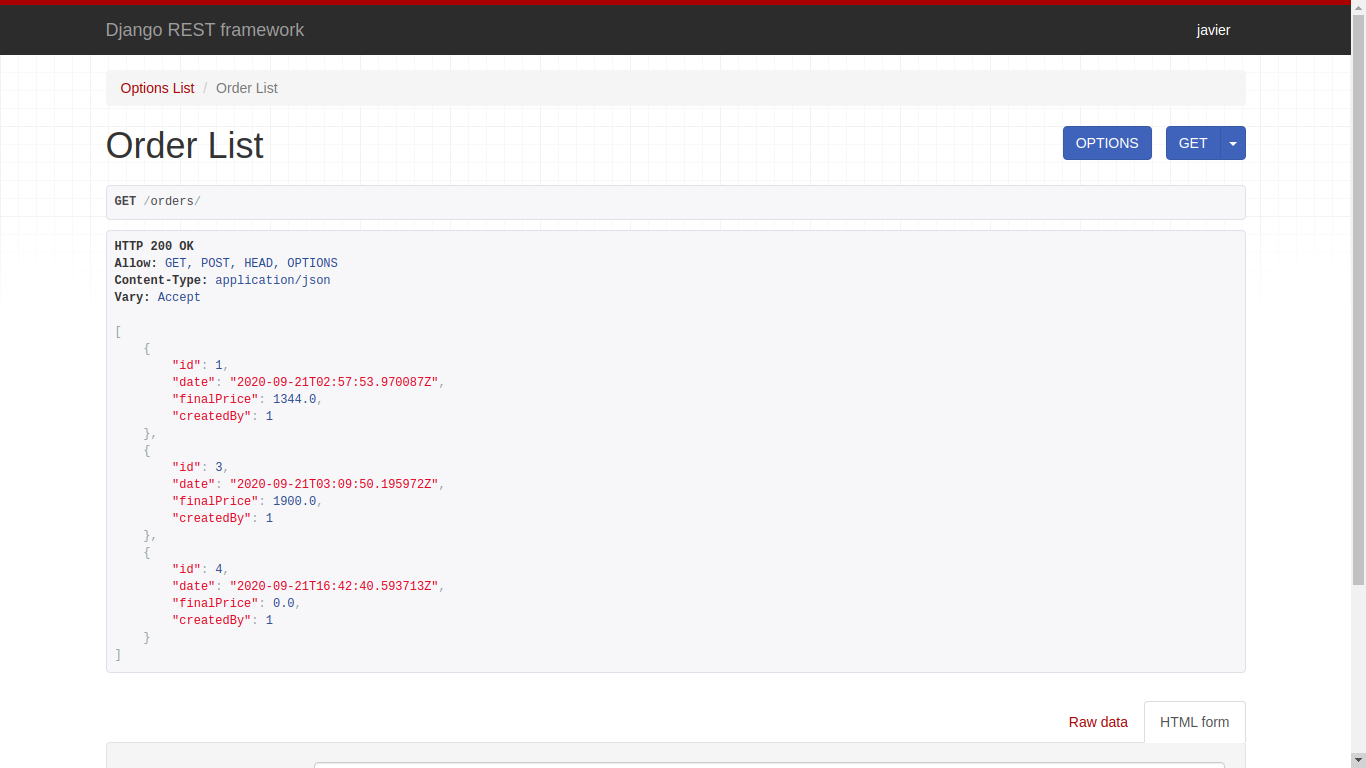 Django REST framework
javier
Options List / Order List
Order List
OPTIONS
GET
GET /orders/
HTTP 200 OK
Allow: GET, POST, HEAD, OPTIONS
Content-Type: application/json
Vary: Accept
[
    {
        "id": 1,
        "date": "2020-09-21T02:57:53.970087Z",
        "finalPrice": 1344.0,
        "createdBy": 1
    },
    {
        "id": 3,
        "date": "2020-09-21T03:09:50.195972Z",
        "finalPrice": 1900.0,
        "createdBy": 1
    },
    {
        "id": 4,
        "date": "2020-09-21T16:42:40.593713Z",
        "finalPrice": 0.0,
        "createdBy": 1
    }
]
Raw data
HTML form